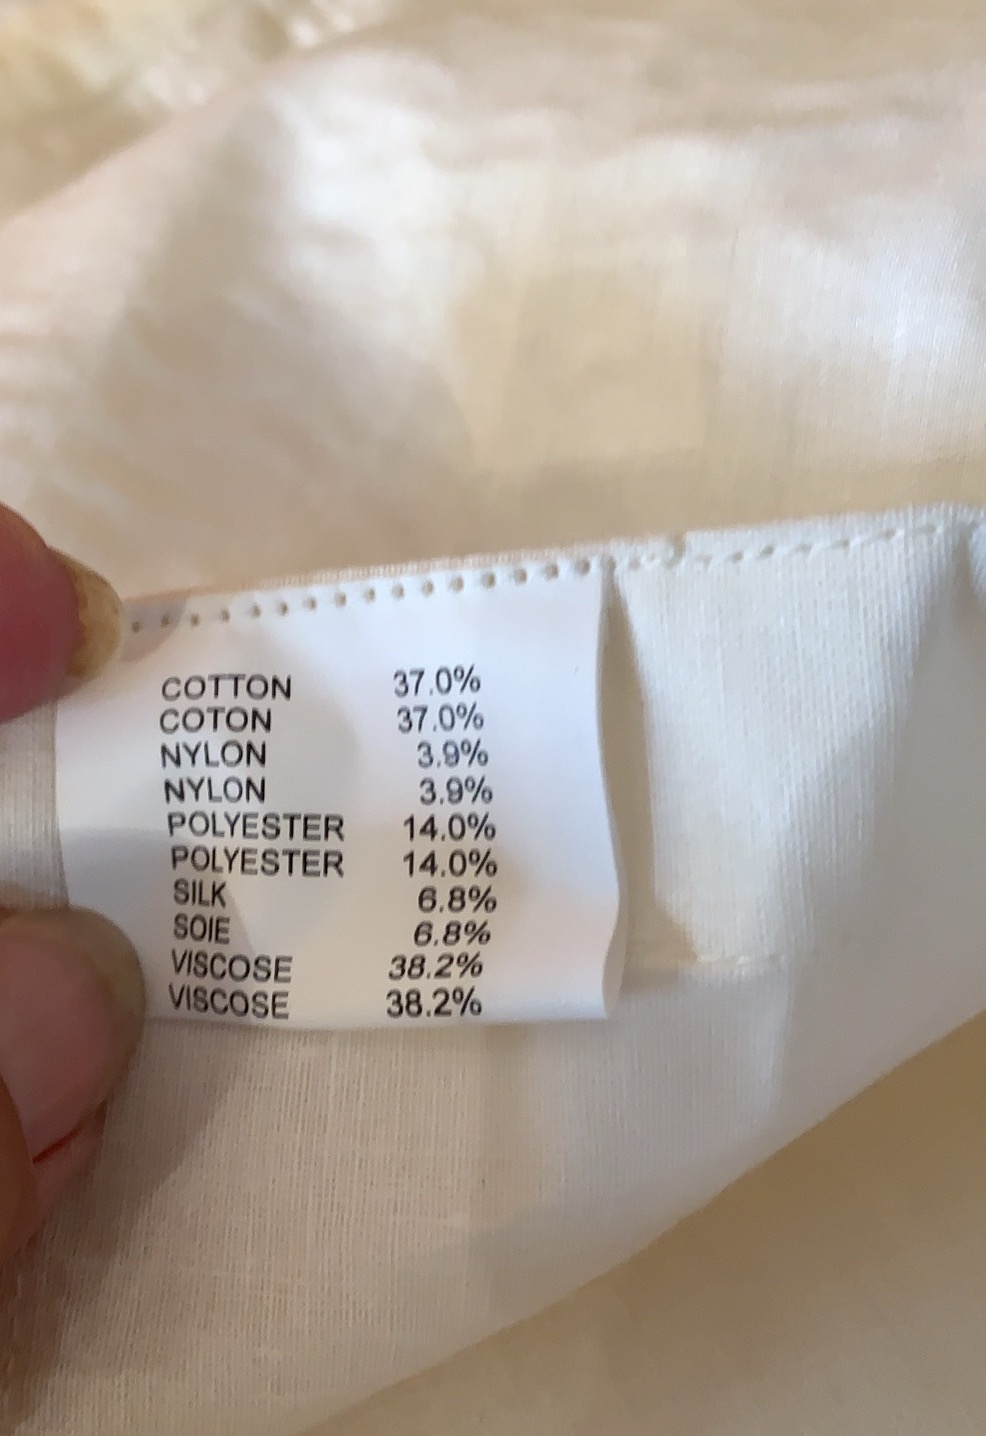 COTTON 37.0%
COTON 37.0%
NYLON 3.9%
NYLON 3.9%
POLYESTER 14.0%
POLYESTER 14.0%
SILK 6.8%
SOIE 6.8%
VISCOSE 38.2%
VISCOSE 38.2%